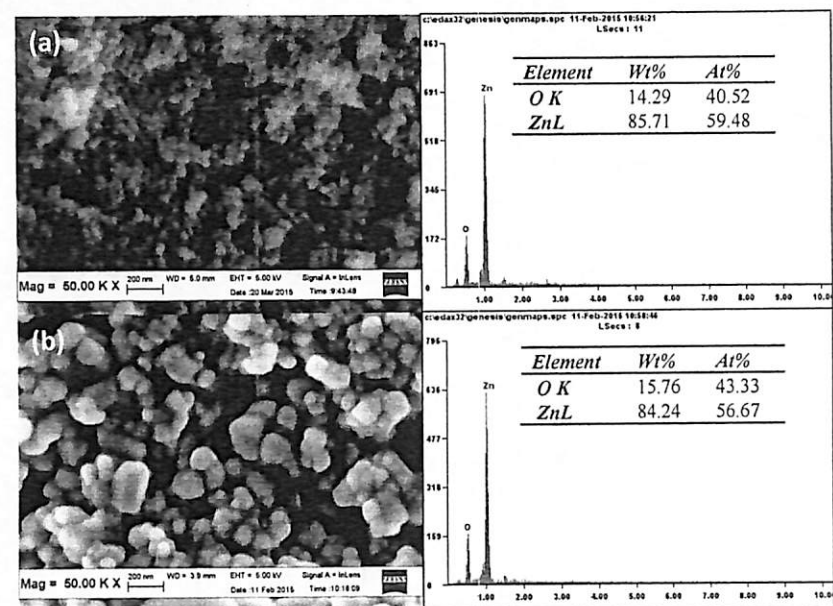 (a)
Mag = 50.00 K X
200 nm
WD = 5.0 mm
EHT = 5.00 kV
Signal A = InLens
Date :20 Mar 2015
Time :9:43:49
ZEISS
c:\edax32\genesis\genmaps.spc 11-Feb-2015 10:56:21
LSecs : 11
863
691
518
345
172
0
Zn
O
Element Wt% At%
O K 14.29 40.52
ZnL 85.71 59.48
1.00 2.00 3.00 4.00 5.00 6.00 7.00 8.00 9.00 10.0
(b)
Mag = 50.00 K X
200 nm
WD = 3.9 mm
EHT = 5.00 kV
Signal A = InLens
Date :11 Feb 2015
Time :10:16:09
ZEISS
c:\edax32\genesis\genmaps.spc 11-Feb-2015 10:58:46
LSecs : 8
796
636
477
318
159
0
Zn
O
Element Wt% At%
O K 15.76 43.33
ZnL 84.24 56.67
1.00 2.00 3.00 4.00 5.00 6.00 7.00 8.00 9.00 10.0